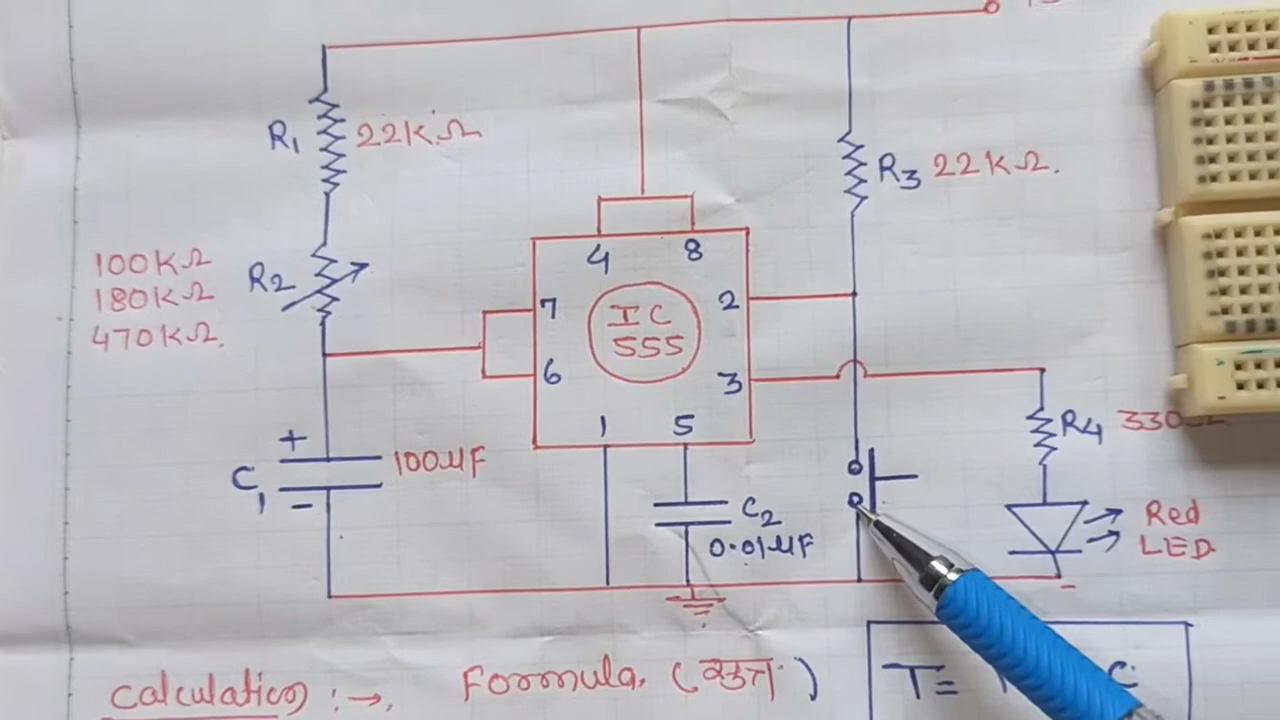 R1 22KΩ
R3 22KΩ.
100KΩ
180KΩ
470KΩ.
R2
4 8
7 2
IC
555
6 3
1 5
+
C1 100µF
-
C2
0.01µF
R4
Red
LED
-
Calculation :→. Formula. (सूत्र)
T= C